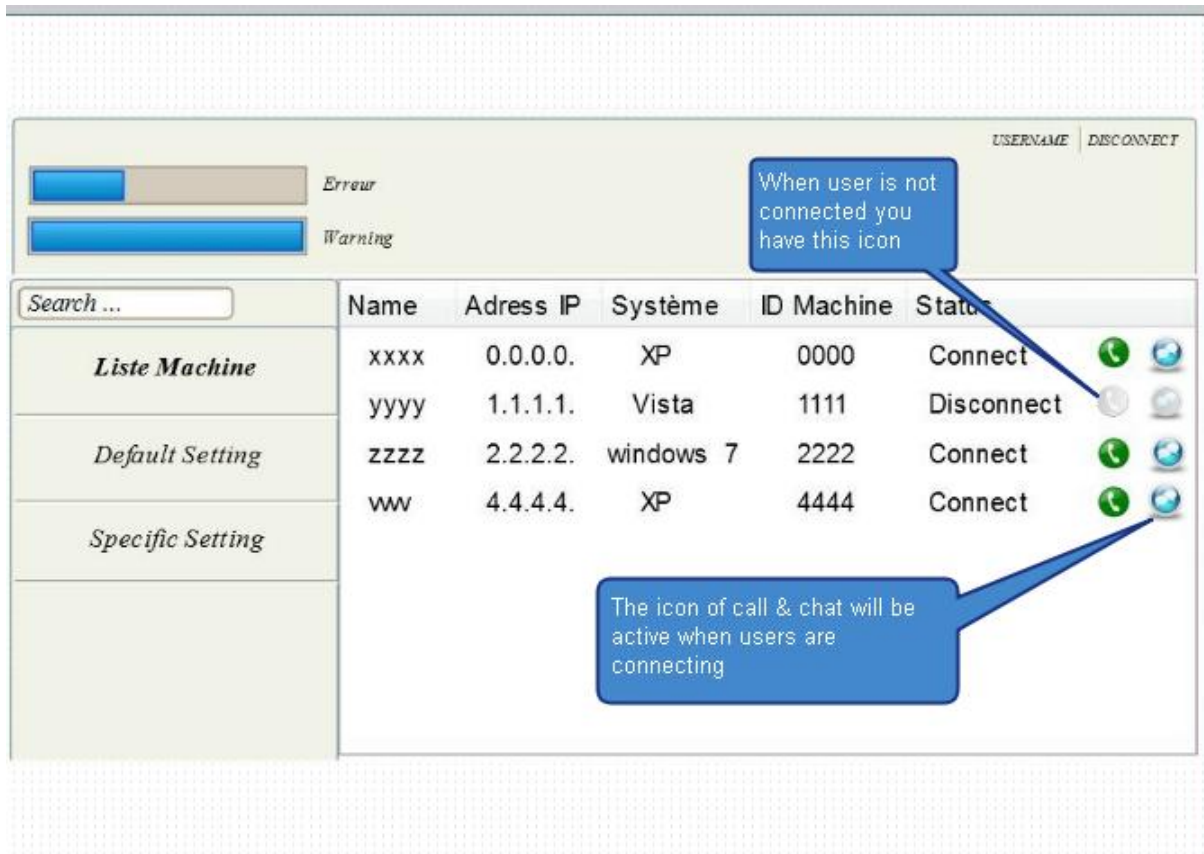 USERNAME DISCONNECT
Erreur
Warning
When user is not
connected you
have this icon
Search ...
Name Adress IP Système ID Machine Status
Liste Machine
xxxx 0.0.0.0. XP 0000 Connect
yyyy 1.1.1.1. Vista 1111 Disconnect
Default Setting
zzzz 2.2.2.2. windows 7 2222 Connect
vvvv 4.4.4.4. XP 4444 Connect
Specific Setting
The icon of call & chat will be
active when users are
connecting